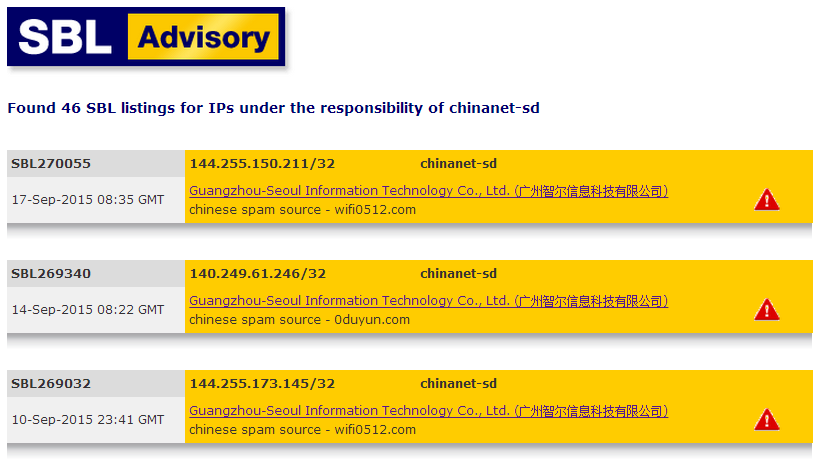 SBL Advisory
Found 46 SBL listings for IPs under the responsibility of chinanet-sd
SBL270055 144.255.150.211/32 chinanet-sd
17-Sep-2015 08:35 GMT Guangzhou-Seoul Information Technology Co., Ltd. (广州智尔信息科技有限公司)
chinese spam source - wifi0512.com
SBL269340 140.249.61.246/32 chinanet-sd
14-Sep-2015 08:22 GMT Guangzhou-Seoul Information Technology Co., Ltd. (广州智尔信息科技有限公司)
chinese spam source - 0duyun.com
SBL269032 144.255.173.145/32 chinanet-sd
10-Sep-2015 23:41 GMT Guangzhou-Seoul Information Technology Co., Ltd. (广州智尔信息科技有限公司)
chinese spam source - wifi0512.com